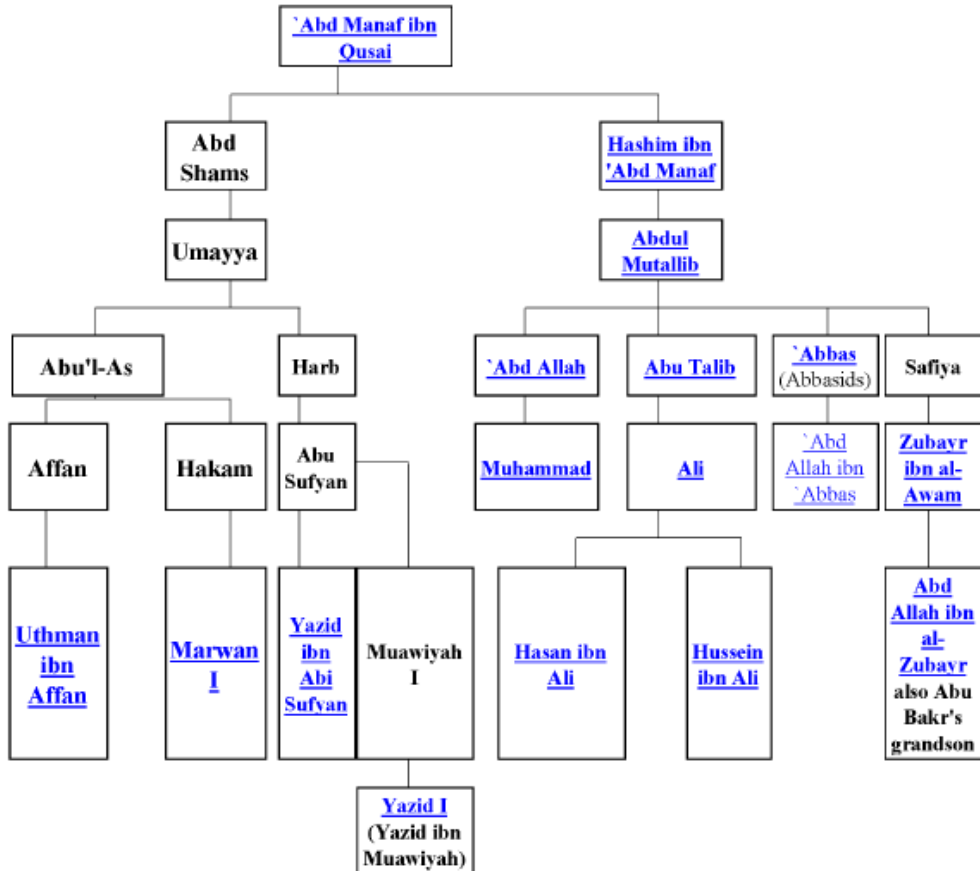 `Abd Manaf ibn
Qusai
Abd
Shams
Hashim ibn
'Abd Manaf
Umayya
Abdul
Mutallib
Abu'l-As
Harb
`Abd Allah
Abu Talib
`Abbas
(Abbasids)
Safiya
Affan
Hakam
Abu
Sufyan
Muhammad
Ali
`Abd
Allah ibn
`Abbas
Zubayr
ibn al-
Awam
Uthman
ibn
Affan
Marwan
I
Yazid
ibn
Abi
Sufyan
Muawiyah
I
Hasan ibn
Ali
Hussein
ibn Ali
Abd
Allah ibn
al-
Zubayr
also Abu
Bakr's
grandson
Yazid I
(Yazid ibn
Muawiyah)